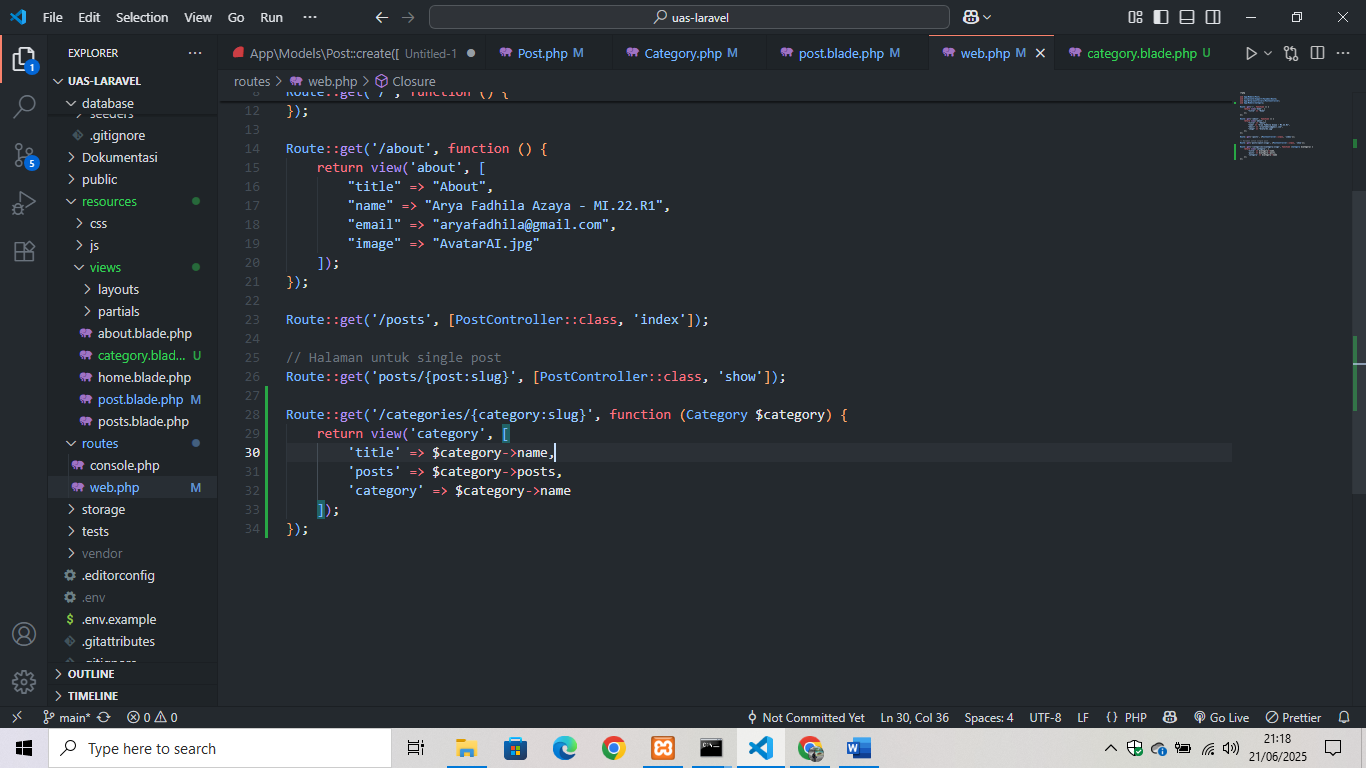 File Edit Selection View Go Run ··· uas-laravel
EXPLORER ···
App\Models\Post::create([ Untitled-1
Post.php M
Category.php M
post.blade.php M
web.php M
category.blade.php U
routes > web.php > Closure
UAS-LARAVEL
database
seeders
.gitignore
Dokumentasi
public
resources
css
js
views
layouts
partials
about.blade.php
category.blad... U
home.blade.php
post.blade.php M
posts.blade.php
routes
console.php
web.php M
storage
tests
vendor
.editorconfig
.env
.env.example
.gitattributes
.gitignore
OUTLINE
TIMELINE
1
5
8 Route::get('/', function () {
12 });
13
14 Route::get('/about', function () {
15 return view('about', [
16 "title" => "About",
17 "name" => "Arya Fadhila Azaya - MI.22.R1",
18 "email" => "aryafadhila@gmail.com",
19 "image" => "AvatarAI.jpg"
20 ]);
21 });
22
23 Route::get('/posts', [PostController::class, 'index']);
24
25 // Halaman untuk single post
26 Route::get('posts/{post:slug}', [PostController::class, 'show']);
27
28 Route::get('/categories/{category:slug}', function (Category $category) {
29 return view('category', [
30 'title' => $category->name,
31 'posts' => $category->posts,
32 'category' => $category->name
33 ]);
34 });
main* 0 0 Not Committed Yet Ln 30, Col 36 Spaces: 4 UTF-8 LF {} PHP Go Live Prettier
Type here to search
21:18
21/06/2025